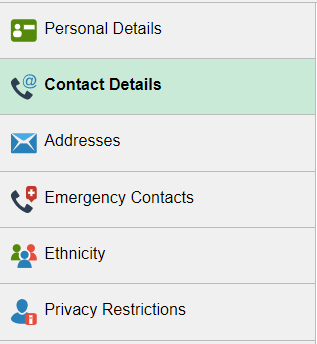 Personal Details
Contact Details
Addresses
Emergency Contacts
Ethnicity
Privacy Restrictions